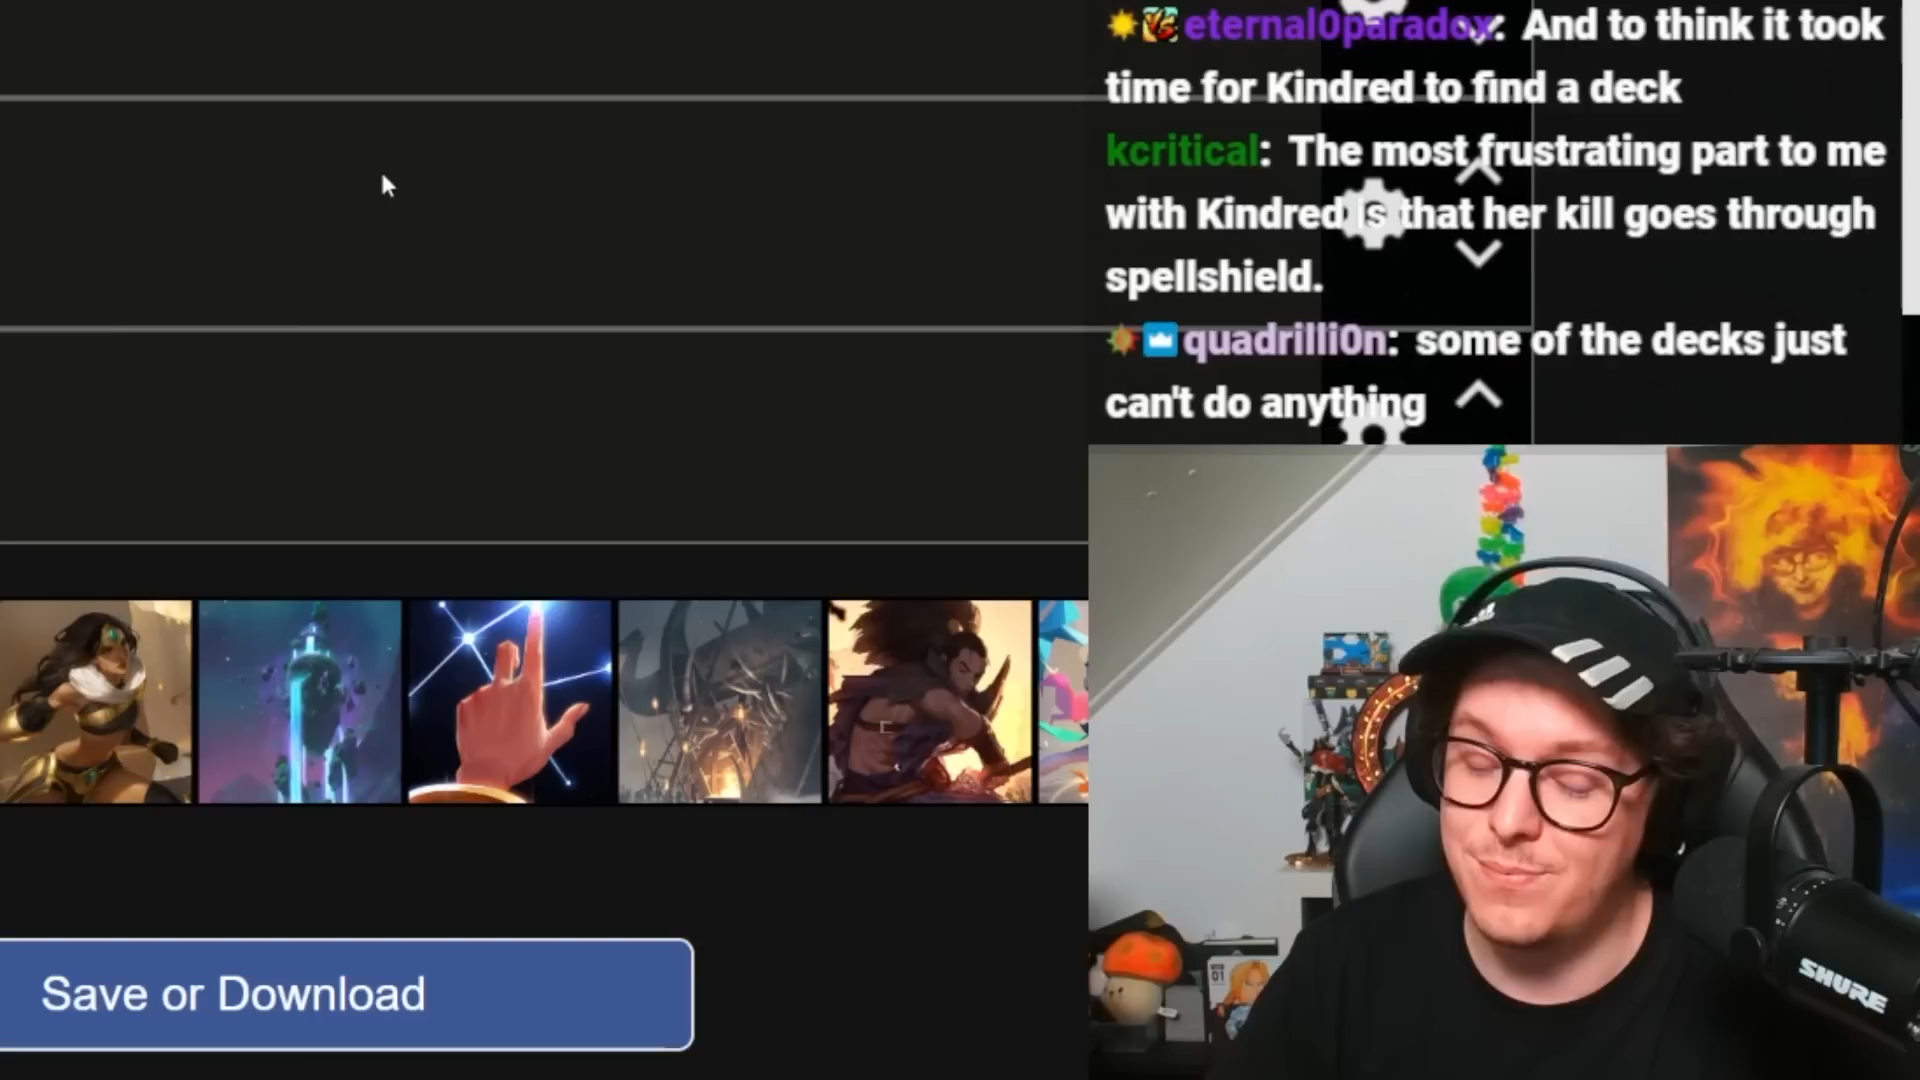 eternal0paradox: And to think it took
time for Kindred to find a deck
kcritical: The most frustrating part to me
with Kindred is that her kill goes through
spellshield.
quadrilli0n: some of the decks just
can't do anything
Save or Download
01
SHURE